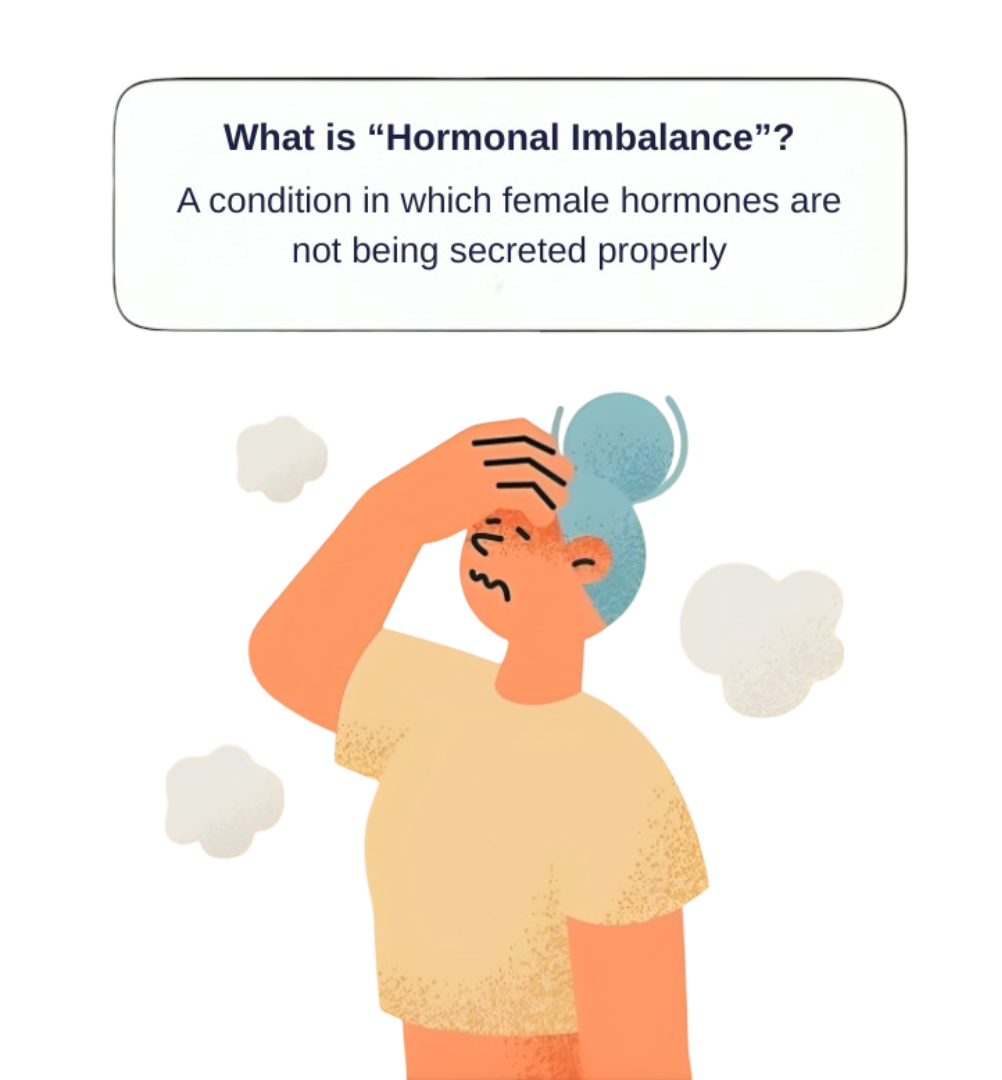 What is “Hormonal Imbalance”?
A condition in which female hormones are
not being secreted properly